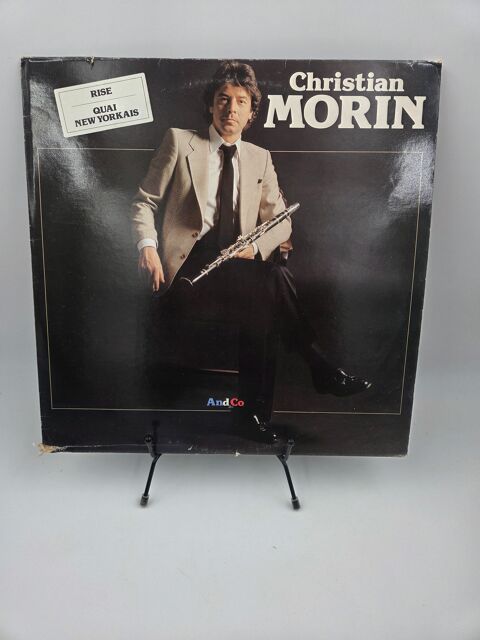 RISE
QUAI
NEW YORKAIS
Christian
MORIN
AndCo